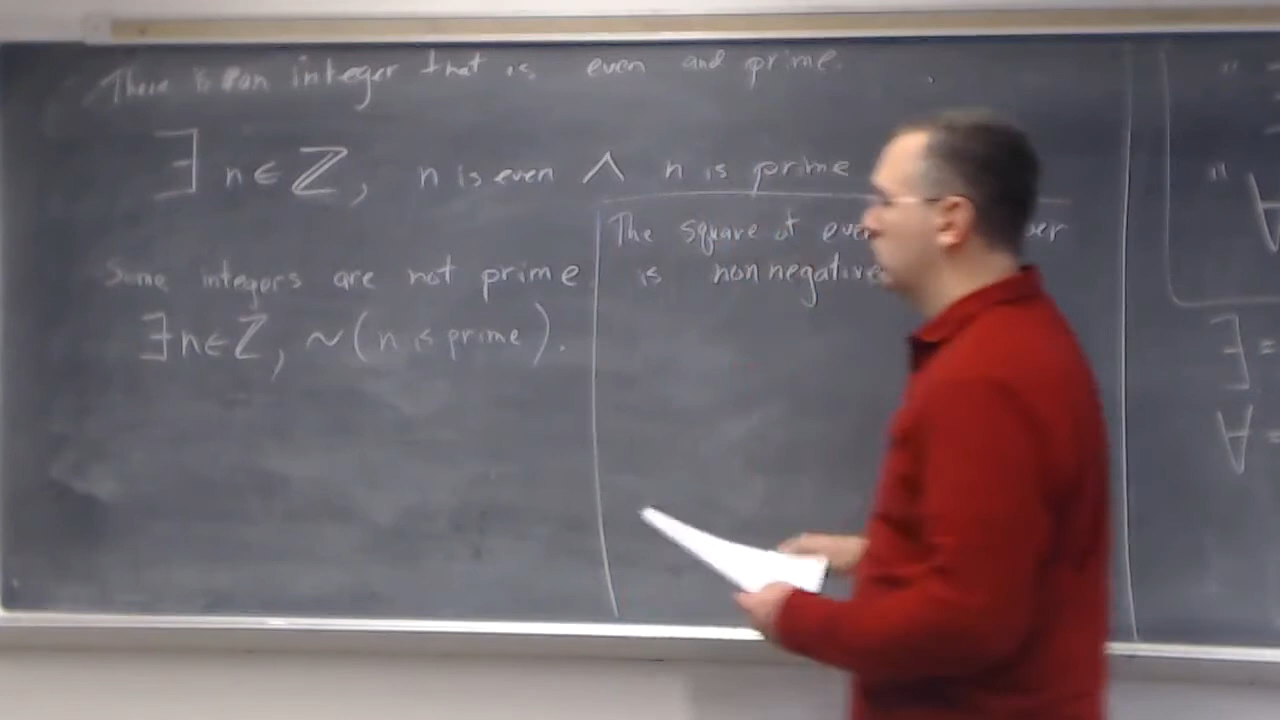 There is an integer that is even and prime.
∃ n ∈ ℤ, n is even ∧ n is prime
Some integers are not prime
∃ n ∈ ℤ, ~(n is prime).
The square of
is nonnegative
"
"
∀
∃ =
∀ =